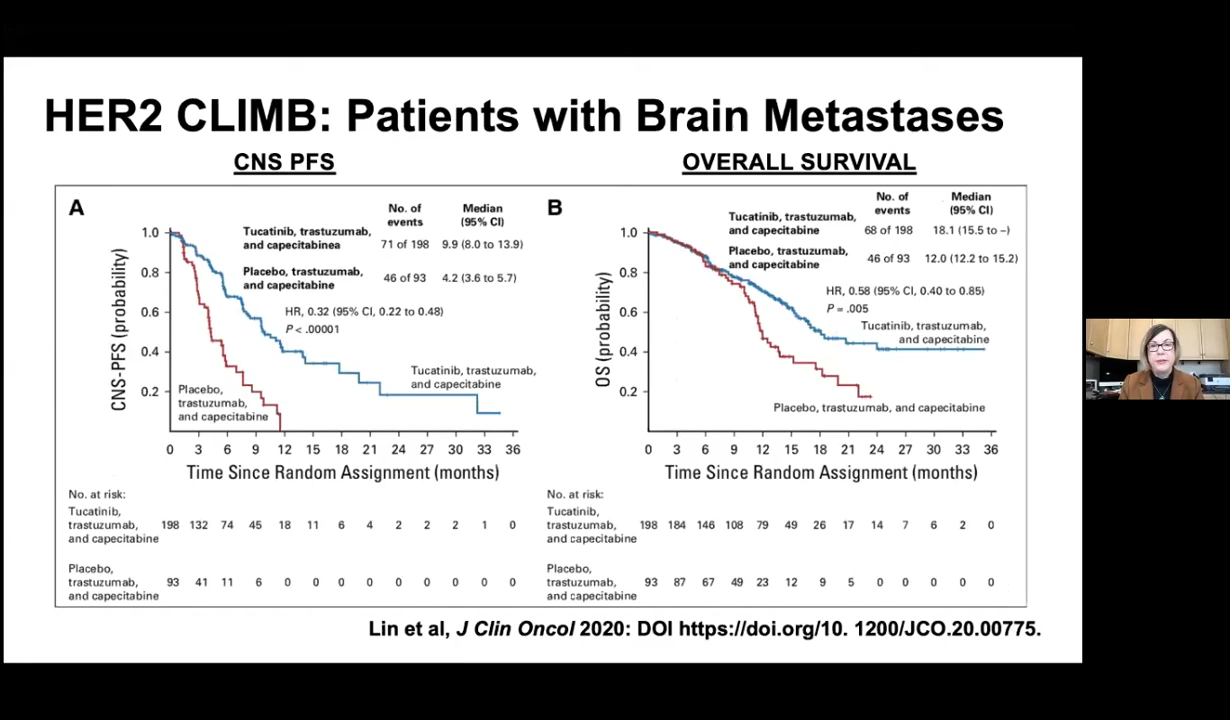 HER2 CLIMB: Patients with Brain Metastases
CNS PFS
OVERALL SURVIVAL
A
No. of events
Median (95% CI)
Tucatinib, trastuzumab, and capecitabinea
71 of 198
9.9 (8.0 to 13.9)
Placebo, trastuzumab, and capecitabine
46 of 93
4.2 (3.6 to 5.7)
HR, 0.32 (95% CI, 0.22 to 0.48)
P < .00001
CNS-PFS (probability)
1.0
0.8
0.6
0.4
0.2
Tucatinib, trastuzumab,
and capecitabine
Placebo,
trastuzumab,
and capecitabine
0 3 6 9 12 15 18 21 24 27 30 33 36
Time Since Random Assignment (months)
No. at risk:
Tucatinib,
trastuzumab, 198 132 74 45 18 11 6 4 2 2 2 1 0
and capecitabine
Placebo,
trastuzumab, 93 41 11 6 0 0 0 0 0 0 0 0 0
and capecitabine
B
No. of events
Median (95% CI)
Tucatinib, trastuzumab, and capecitabine
68 of 198
18.1 (15.5 to –)
Placebo, trastuzumab, and capecitabine
46 of 93
12.0 (12.2 to 15.2)
HR, 0.58 (95% CI, 0.40 to 0.85)
P = .005
OS (probability)
1.0
0.8
0.6
0.4
0.2
Tucatinib, trastuzumab,
and capecitabine
Placebo, trastuzumab, and capecitabine
0 3 6 9 12 15 18 21 24 27 30 33 36
Time Since Random Assignment (months)
No. at risk:
Tucatinib,
trastuzumab, 198 184 146 108 79 49 26 17 14 7 6 2 0
and capecitabine
Placebo,
trastuzumab, 93 87 67 49 23 12 9 5 0 0 0 0 0
and capecitabine
Lin et al, J Clin Oncol 2020: DOI https://doi.org/10. 1200/JCO.20.00775.